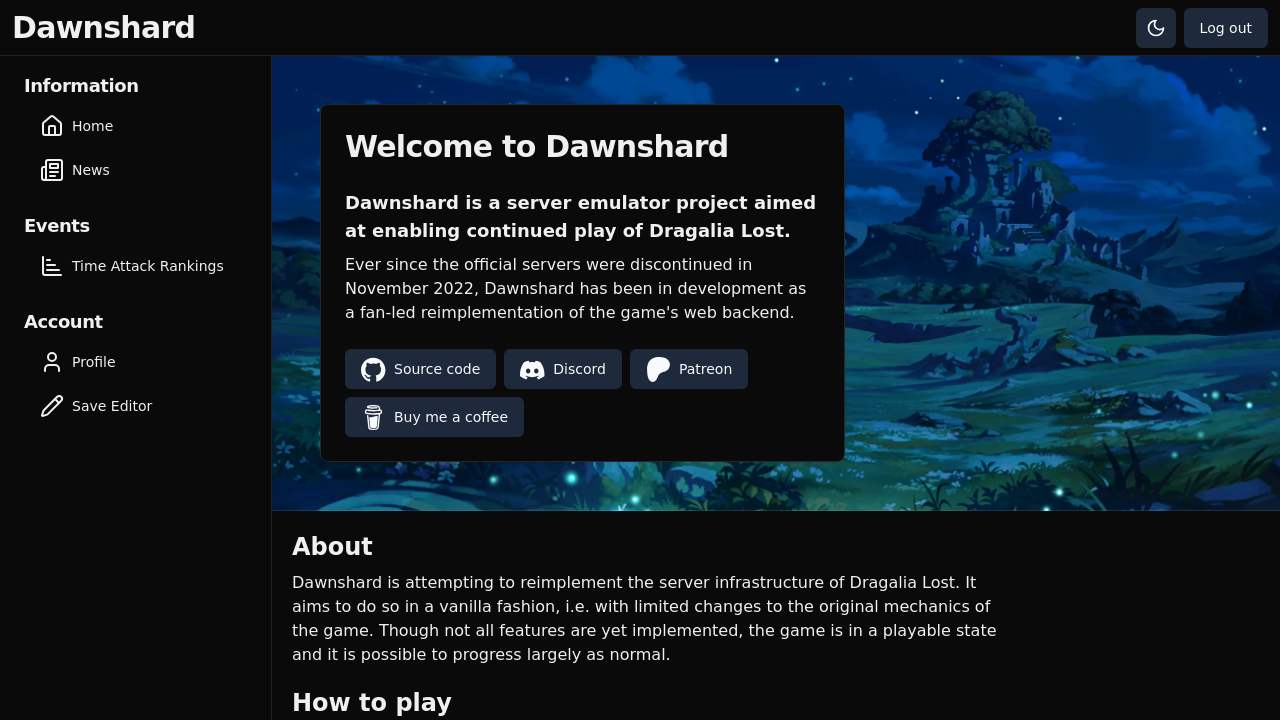 Dawnshard
Log out
Information
Home
News
Events
Time Attack Rankings
Account
Profile
Save Editor
Welcome to Dawnshard
Dawnshard is a server emulator project aimed
at enabling continued play of Dragalia Lost.
Ever since the official servers were discontinued in
November 2022, Dawnshard has been in development as
a fan-led reimplementation of the game's web backend.
Source code
Discord
Patreon
Buy me a coffee
About
Dawnshard is attempting to reimplement the server infrastructure of Dragalia Lost. It
aims to do so in a vanilla fashion, i.e. with limited changes to the original mechanics of
the game. Though not all features are yet implemented, the game is in a playable state
and it is possible to progress largely as normal.
How to play